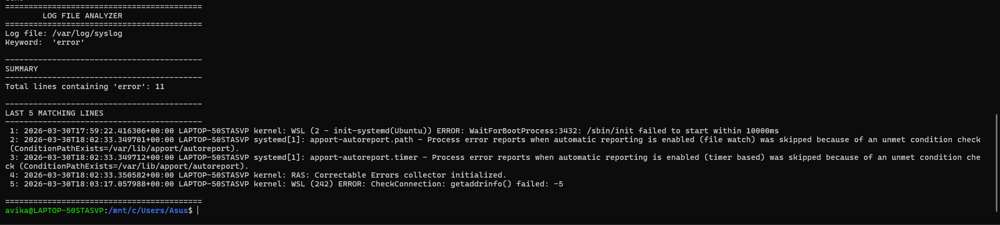 ==========================================
        LOG FILE ANALYZER
==========================================
Log file: /var/log/syslog
Keyword:  'error'
------------------------------------------
SUMMARY
------------------------------------------
Total lines containing 'error': 11
------------------------------------------
LAST 5 MATCHING LINES
------------------------------------------
 1: 2026-03-30T17:59:22.416306+00:00 LAPTOP-50STASVP kernel: WSL (2 - init-systemd(Ubuntu)) ERROR: WaitForBootProcess:3432: /sbin/init failed to start within 10000ms
 2: 2026-03-30T18:02:33.349701+00:00 LAPTOP-50STASVP systemd[1]: apport-autoreport.path - Process error reports when automatic reporting is enabled (file watch) was skipped because of an unmet condition check
 (ConditionPathExists=/var/lib/apport/autoreport).
 3: 2026-03-30T18:02:33.349712+00:00 LAPTOP-50STASVP systemd[1]: apport-autoreport.timer - Process error reports when automatic reporting is enabled (timer based) was skipped because of an unmet condition che
ck (ConditionPathExists=/var/lib/apport/autoreport).
 4: 2026-03-30T18:02:33.350582+00:00 LAPTOP-50STASVP kernel: RAS: Correctable Errors collector initialized.
 5: 2026-03-30T18:03:17.057988+00:00 LAPTOP-50STASVP kernel: WSL (242) ERROR: CheckConnection: getaddrinfo() failed: -5
==========================================
avika@LAPTOP-50STASVP:/mnt/c/Users/Asus$